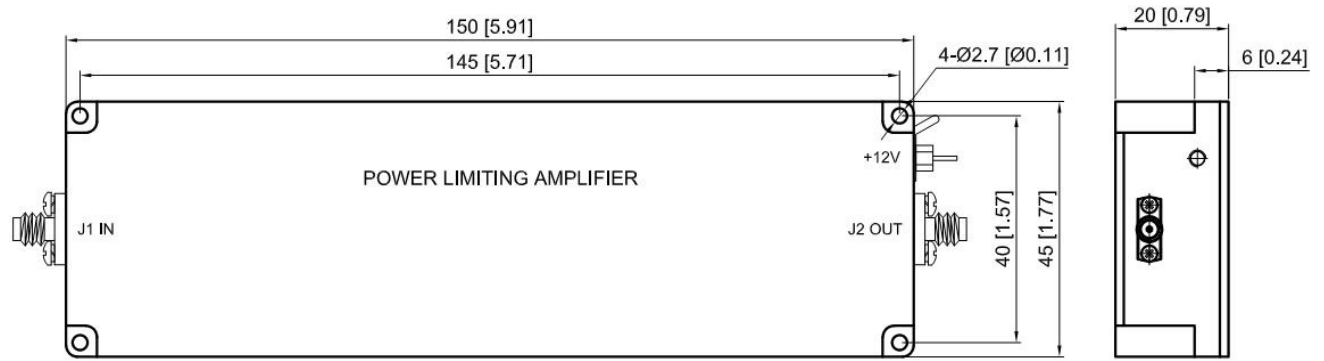 150 [5.91]
20 [0.79]
145 [5.71]
4-Ø2.7 [Ø0.11]
6 [0.24]
+12V
POWER LIMITING AMPLIFIER
J1 IN
J2 OUT
40 [1.57]
45 [1.77]